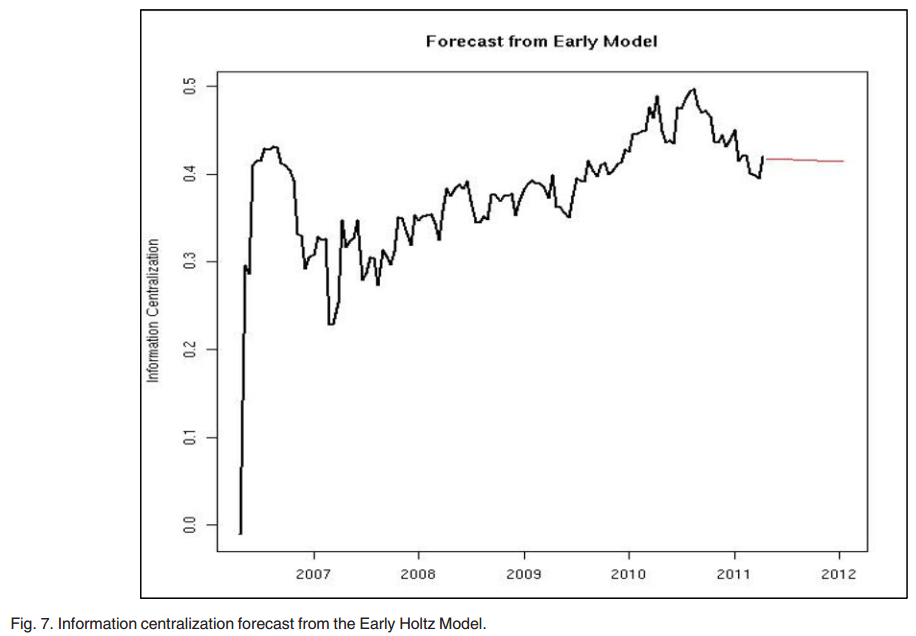 Forecast from Early Model
Information Centralization
0.5
0.4
0.3
0.2
0.1
0.0
2007 2008 2009 2010 2011 2012
Fig. 7. Information centralization forecast from the Early Holtz Model.